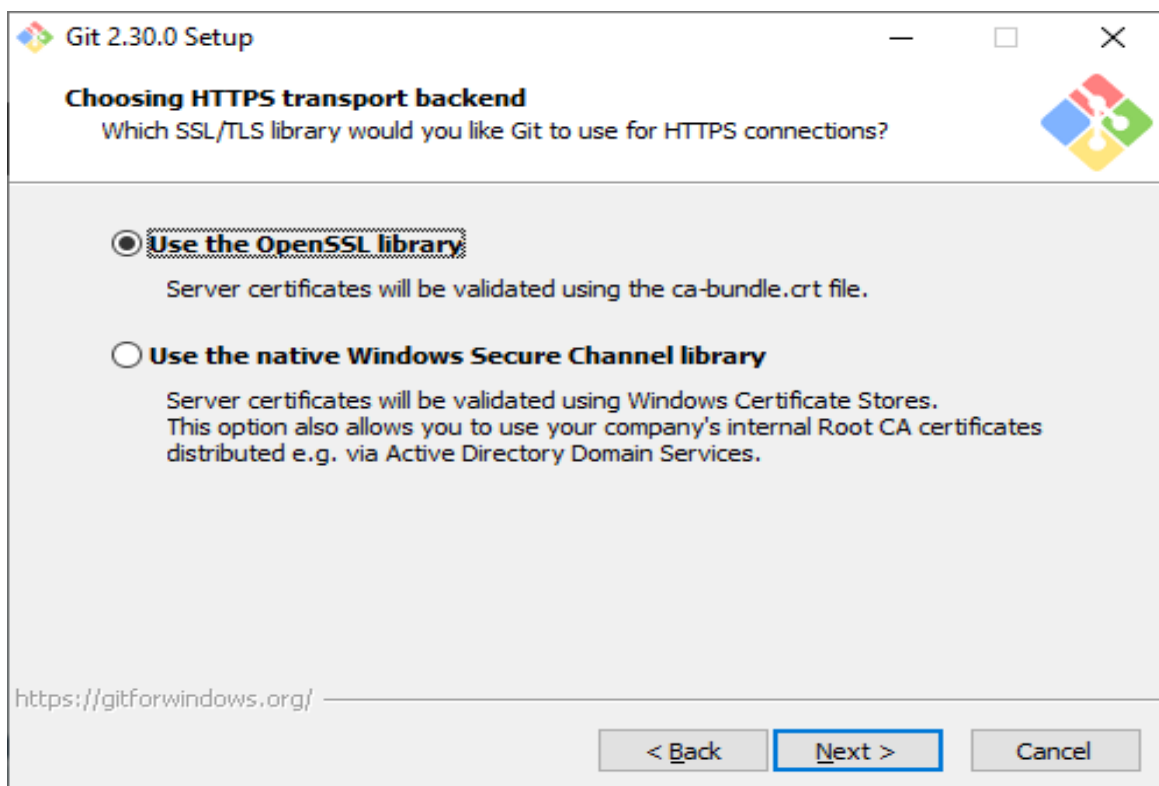 Git 2.30.0 Setup
Choosing HTTPS transport backend
Which SSL/TLS library would you like Git to use for HTTPS connections?
Use the OpenSSL library
Server certificates will be validated using the ca-bundle.crt file.
Use the native Windows Secure Channel library
Server certificates will be validated using Windows Certificate Stores.
This option also allows you to use your company's internal Root CA certificates
distributed e.g. via Active Directory Domain Services.
https://gitforwindows.org/
< Back Next > Cancel